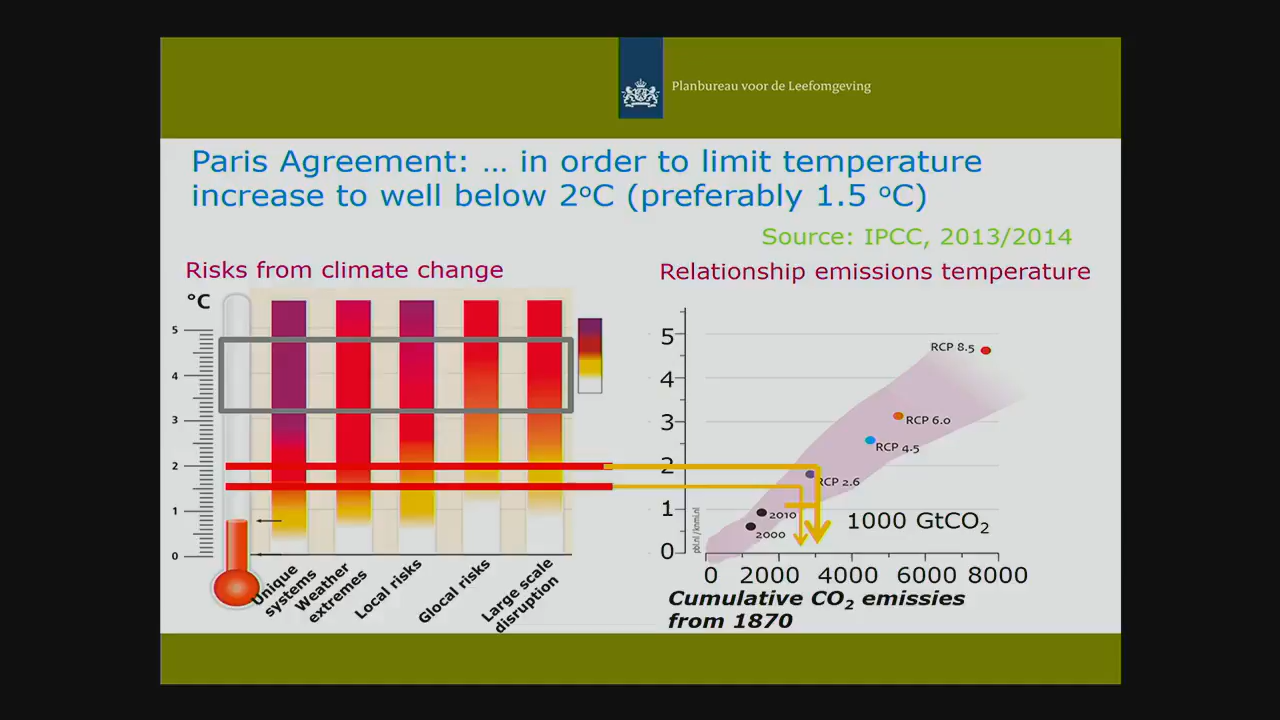 Planbureau voor de Leefomgeving
Paris Agreement: … in order to limit temperature
increase to well below 2°C (preferably 1.5 °C)
Source: IPCC, 2013/2014
Risks from climate change
°C
5
4
3
2
1
0
Unique
systems
Weather
extremes
Local risks
Glocal risks
Large scale
disruption
Relationship emissions temperature
5
4
3
2
1
0
RCP 8.5
RCP 6.0
RCP 4.5
RCP 2.6
2010
2000
1000 GtCO₂
pbl.nl / knmi.nl
0 2000 4000 6000 8000
Cumulative CO₂ emissies
from 1870